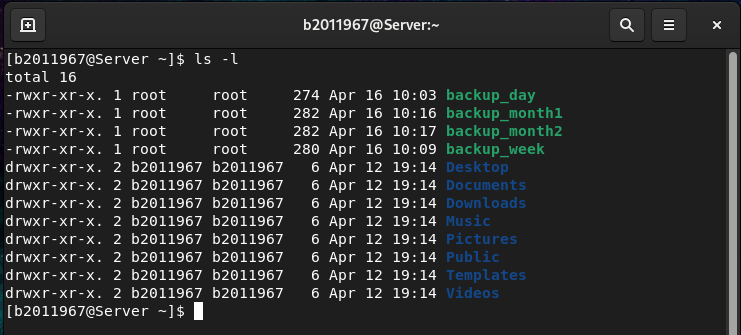 b2011967@Server:~
[b2011967@Server ~]$ ls -l
total 16
-rwxr-xr-x. 1 root     root     274 Apr 16 10:03 backup_day
-rwxr-xr-x. 1 root     root     282 Apr 16 10:16 backup_month1
-rwxr-xr-x. 1 root     root     282 Apr 16 10:17 backup_month2
-rwxr-xr-x. 1 root     root     280 Apr 16 10:09 backup_week
drwxr-xr-x. 2 b2011967 b2011967   6 Apr 12 19:14 Desktop
drwxr-xr-x. 2 b2011967 b2011967   6 Apr 12 19:14 Documents
drwxr-xr-x. 2 b2011967 b2011967   6 Apr 12 19:14 Downloads
drwxr-xr-x. 2 b2011967 b2011967   6 Apr 12 19:14 Music
drwxr-xr-x. 2 b2011967 b2011967   6 Apr 12 19:14 Pictures
drwxr-xr-x. 2 b2011967 b2011967   6 Apr 12 19:14 Public
drwxr-xr-x. 2 b2011967 b2011967   6 Apr 12 19:14 Templates
drwxr-xr-x. 2 b2011967 b2011967   6 Apr 12 19:14 Videos
[b2011967@Server ~]$